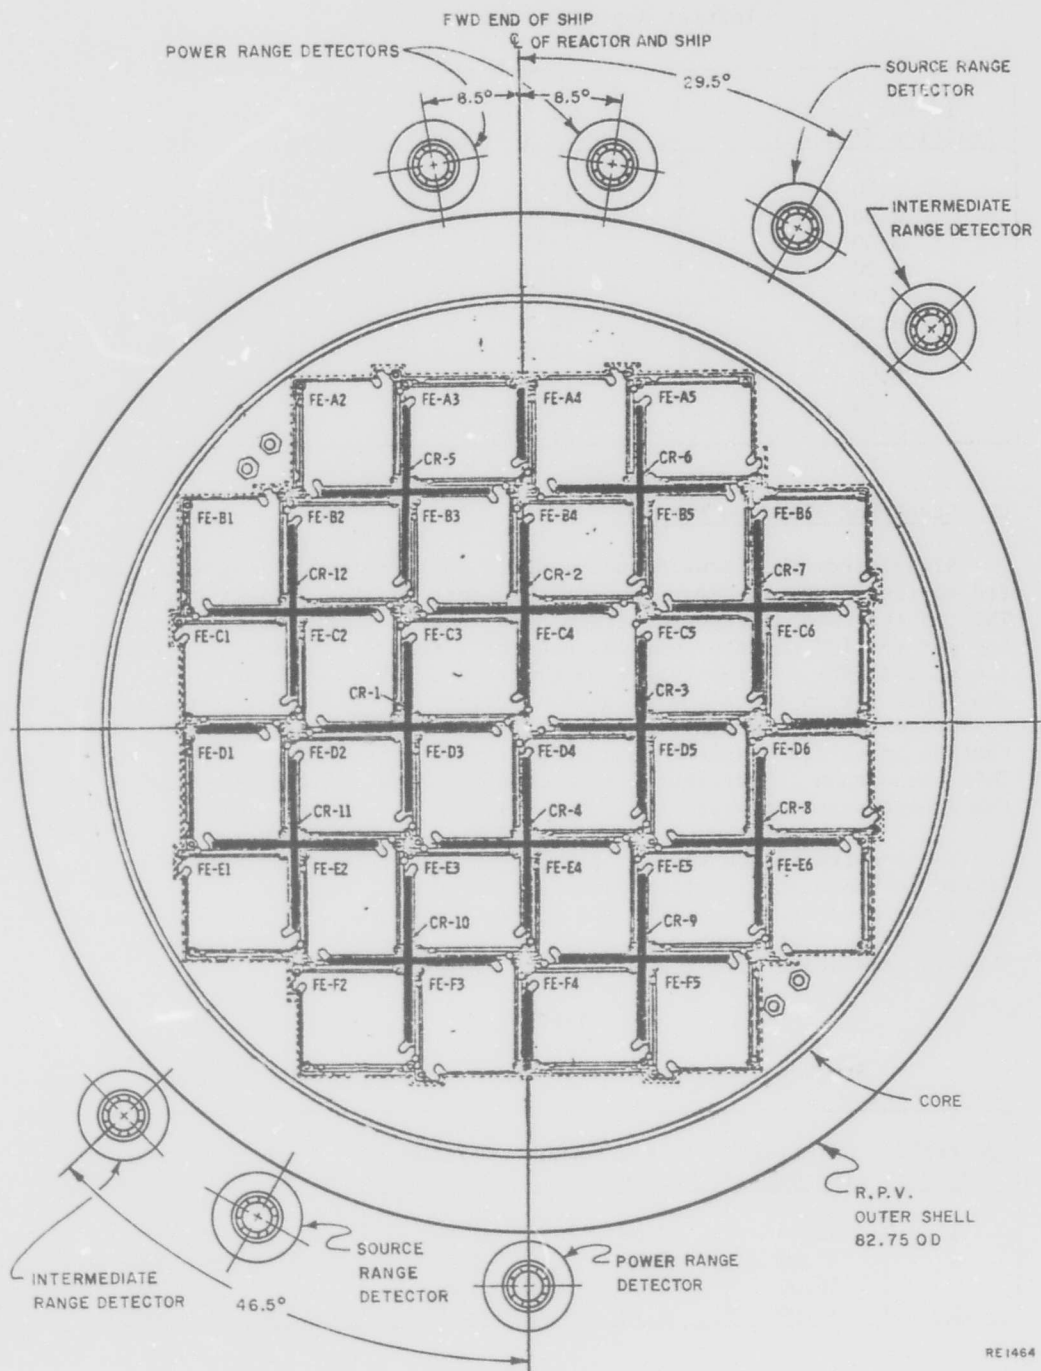 FWD END OF SHIP
℄ OF REACTOR AND SHIP
POWER RANGE DETECTORS
29.5°
SOURCE RANGE
DETECTOR
8.5°
8.5°
INTERMEDIATE
RANGE DETECTOR
FE-A2
FE-A3
FE-A4
FE-A5
CR-5
CR-6
FE-B1
FE-B2
FE-B3
FE-B4
FE-B5
FE-B6
CR-12
CR-2
CR-7
FE-C1
FE-C2
FE-C3
FE-C4
FE-C5
FE-C6
CR-1
CR-3
FE-D1
FE-D2
FE-D3
FE-D4
FE-D5
FE-D6
CR-11
CR-4
CR-8
FE-E1
FE-E2
FE-E3
FE-E4
FE-E5
FE-E6
CR-10
CR-9
FE-F2
FE-F3
FE-F4
FE-F5
CORE
R.P.V.
OUTER SHELL
82.75 OD
SOURCE
RANGE
DETECTOR
POWER RANGE
DETECTOR
INTERMEDIATE
RANGE DETECTOR
46.5°
RE1464